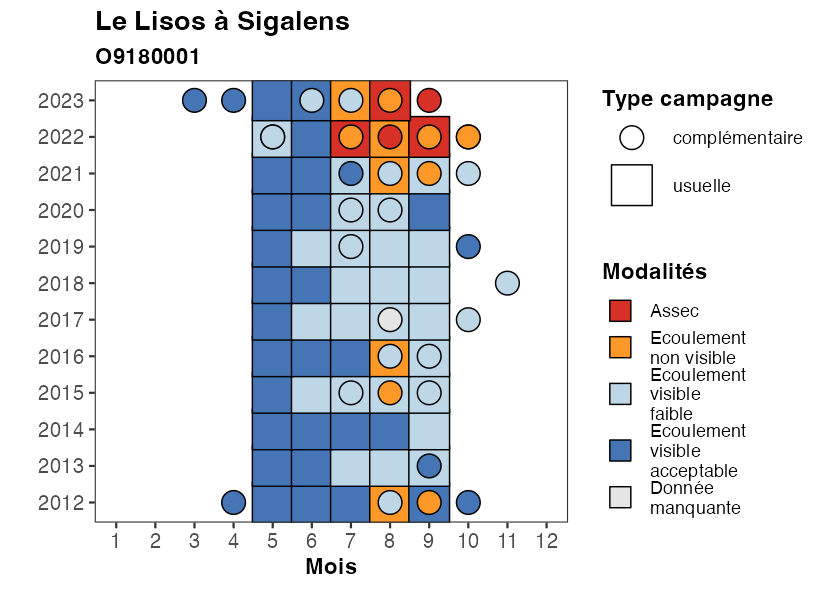 Le Lisos à Sigalens
O9180001
2023
2022
2021
2020
2019
2018
2017
2016
2015
2014
2013
2012
1 2 3 4 5 6 7 8 9 10 11 12
Mois
Type campagne
complémentaire
usuelle
Modalités
Assec
Ecoulement
non visible
Ecoulement
visible
faible
Ecoulement
visible
acceptable
Donnée
manquante